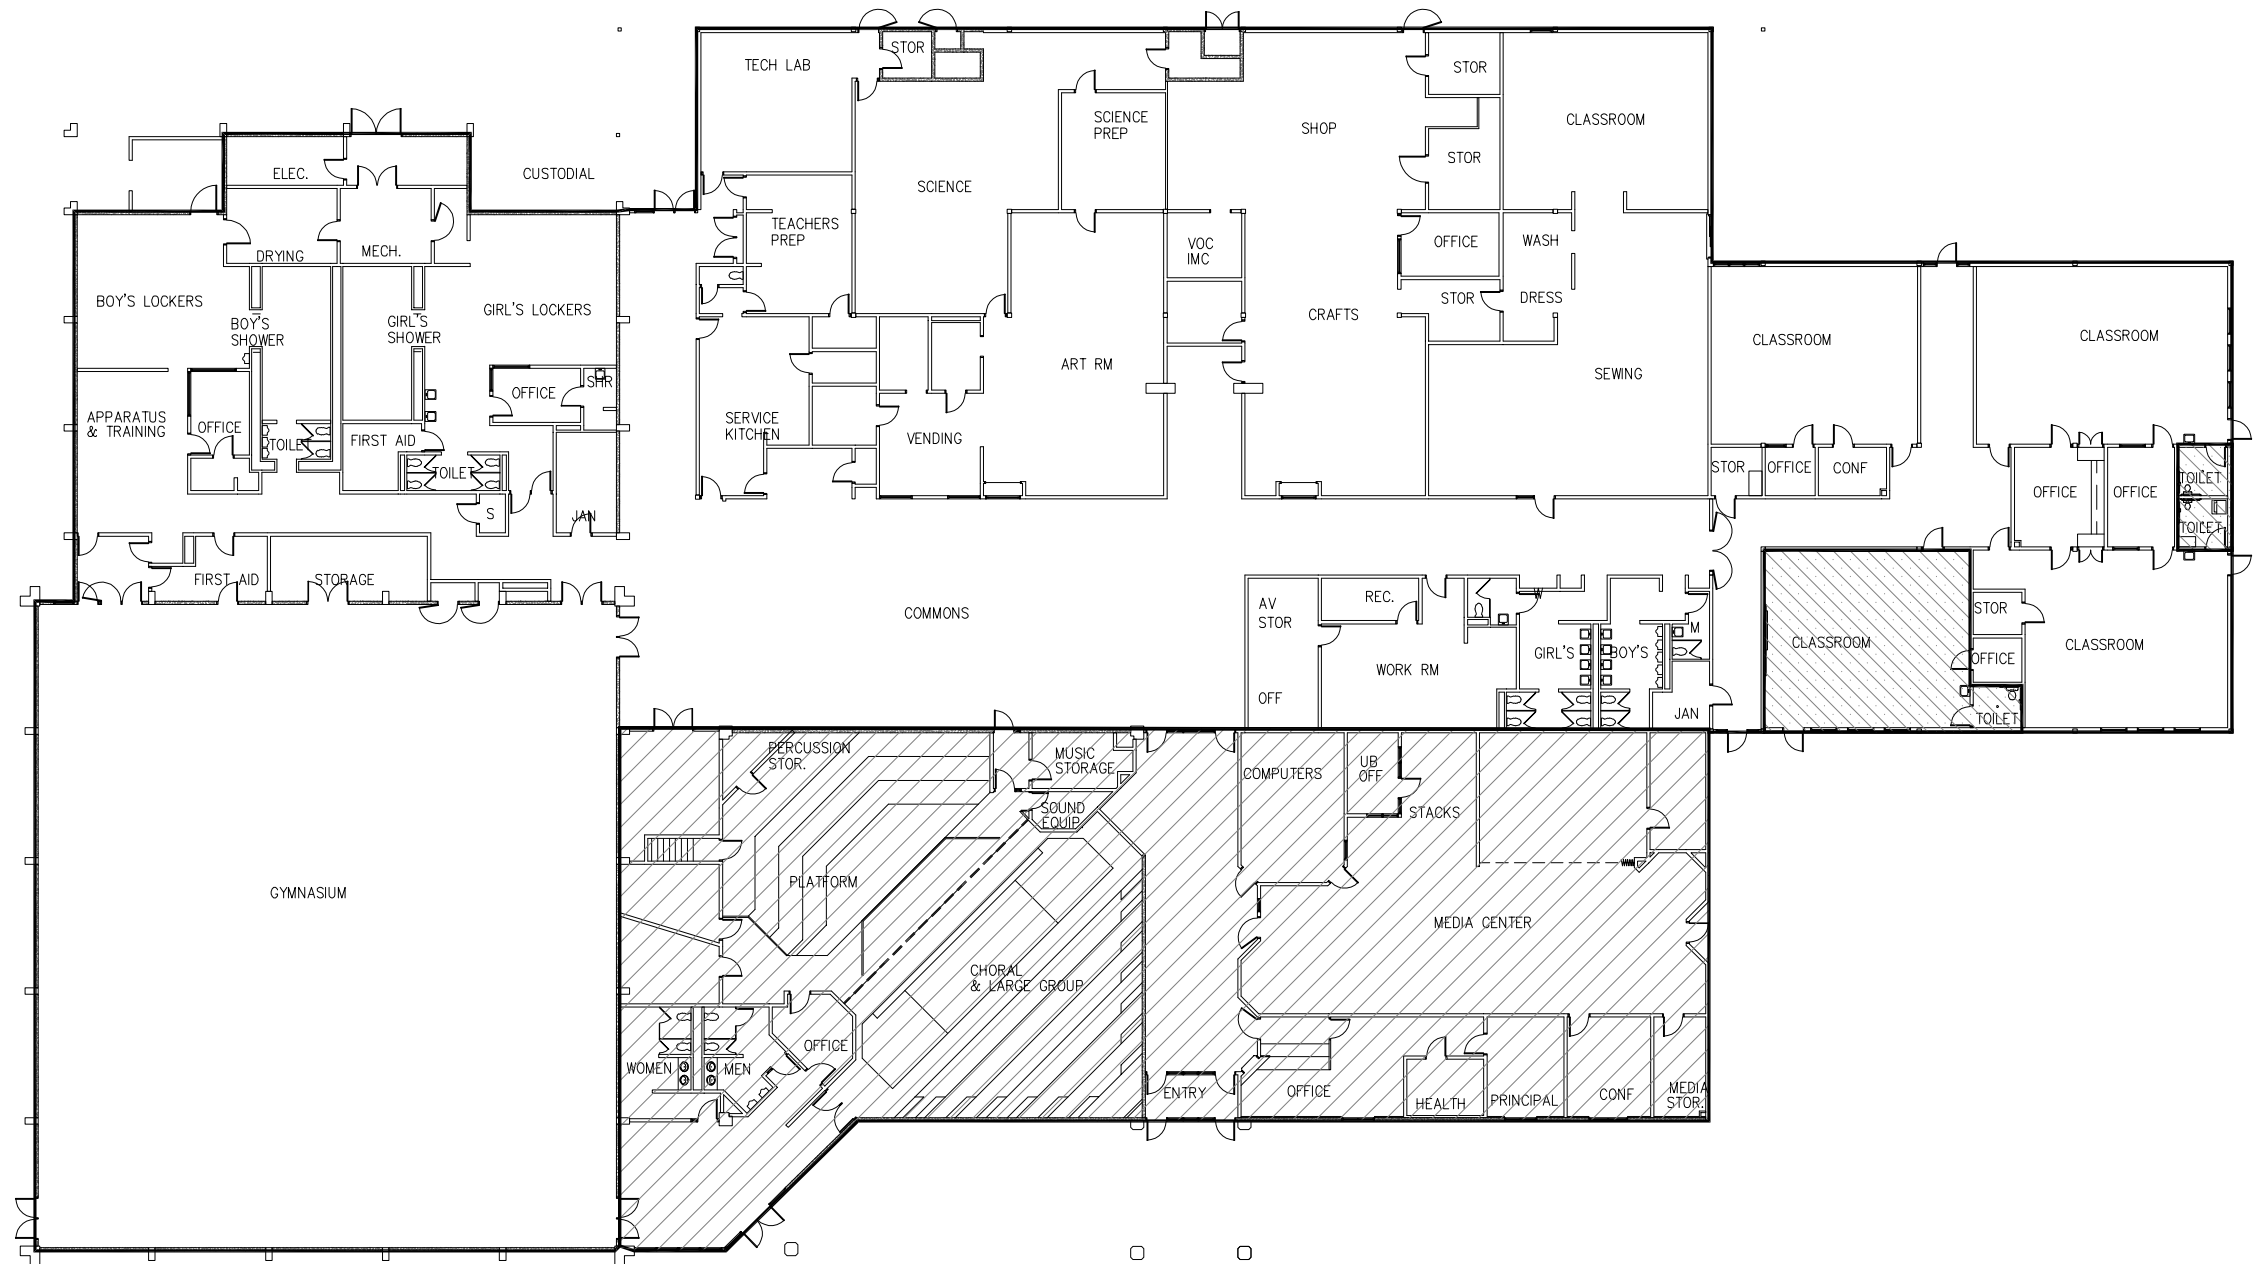 STOR
TECH LAB
STOR
SCIENCE
PREP
SHOP
CLASSROOM
STOR
ELEC.
CUSTODIAL
SCIENCE
TEACHERS
PREP
VOC
IMC
OFFICE
WASH
DRYING
MECH.
BOY'S LOCKERS
GIRL'S LOCKERS
STOR
DRESS
BOY'S
SHOWER
GIRL'S
SHOWER
CRAFTS
CLASSROOM
CLASSROOM
ART RM
SEWING
SHR
OFFICE
APPARATUS
& TRAINING
OFFICE
TOILET
FIRST AID
SERVICE
KITCHEN
VENDING
TOILET
STOR
OFFICE
CONF
OFFICE
OFFICE
TOILET
TOILET
S
JAN
FIRST AID
STORAGE
COMMONS
AV
STOR
REC.
OFF
WORK RM
GIRL'S
BOY'S
M
JAN
CLASSROOM
STOR
OFFICE
CLASSROOM
TOILET
PERCUSSION
STOR.
MUSIC
STORAGE
SOUND
EQUIP
COMPUTERS
UB
OFF
STACKS
GYMNASIUM
PLATFORM
MEDIA CENTER
CHORAL
& LARGE GROUP
OFFICE
WOMEN
MEN
ENTRY
OFFICE
HEALTH
PRINCIPAL
CONF
MEDIA
STOR.